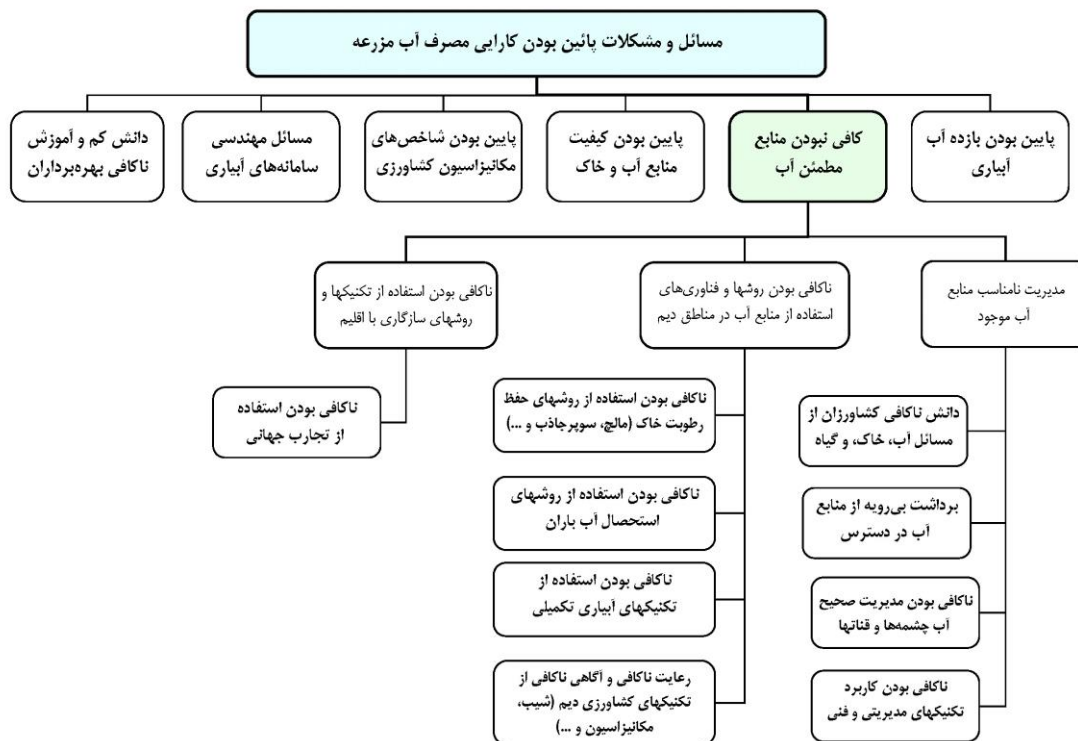 مسائل و مشکلات پائین بودن کارایی مصرف آب مزرعه
پایین بودن بازده آب
آبیاری
کافی نبودن منابع
مطمئن آب
پایین بودن کیفیت
منابع آب و خاک
پایین بودن شاخص‌های
مکانیزاسیون کشاورزی
مسائل مهندسی
سامانه‌های آبیاری
دانش کم و آموزش
ناکافی بهره‌برداران
مدیریت نامناسب منابع
آب موجود
ناکافی بودن روشها و فناوری‌های
استفاده از منابع آب در مناطق دیم
ناکافی بودن استفاده از تکنیکها و
روشهای سازگاری با اقلیم
دانش ناکافی کشاورزان از
مسائل آب، خاک، و گیاه
برداشت بی‌رویه از منابع
آب در دسترس
ناکافی بودن مدیریت صحیح
آب چشمه‌ها و قناتها
ناکافی بودن کاربرد
تکنیکهای مدیریتی و فنی
ناکافی بودن استفاده از روشهای حفظ
رطوبت خاک (مالچ، سوپرجاذب و ...)
ناکافی بودن استفاده از روشهای
استحصال آب باران
ناکافی بودن استفاده از
تکنیکهای آبیاری تکمیلی
رعایت ناکافی و آگاهی ناکافی از
تکنیکهای کشاورزی دیم (شیب،
مکانیزاسیون و ...)
ناکافی بودن استفاده
از تجارب جهانی